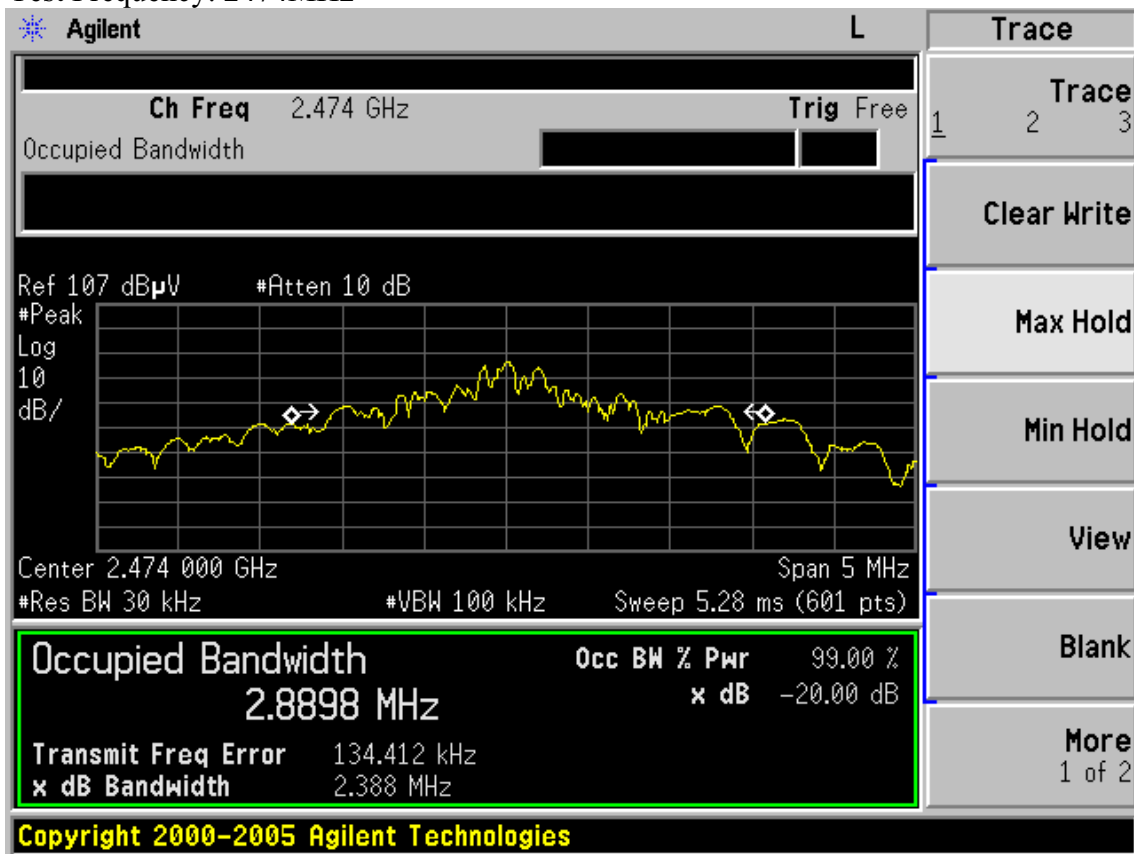 Agilent L Trace
Ch Freq 2.474 GHz Trig Free
Occupied Bandwidth
Trace
1 2 3
Clear Write
Max Hold
Min Hold
View
Blank
More
1 of 2
Ref 107 dBµV #Atten 10 dB
#Peak
Log
10
dB/
Center 2.474 000 GHz Span 5 MHz
#Res BW 30 kHz #VBW 100 kHz Sweep 5.28 ms (601 pts)
Occupied Bandwidth Occ BW % Pwr 99.00 %
2.8898 MHz x dB -20.00 dB
Transmit Freq Error 134.412 kHz
x dB Bandwidth 2.388 MHz
Copyright 2000-2005 Agilent Technologies